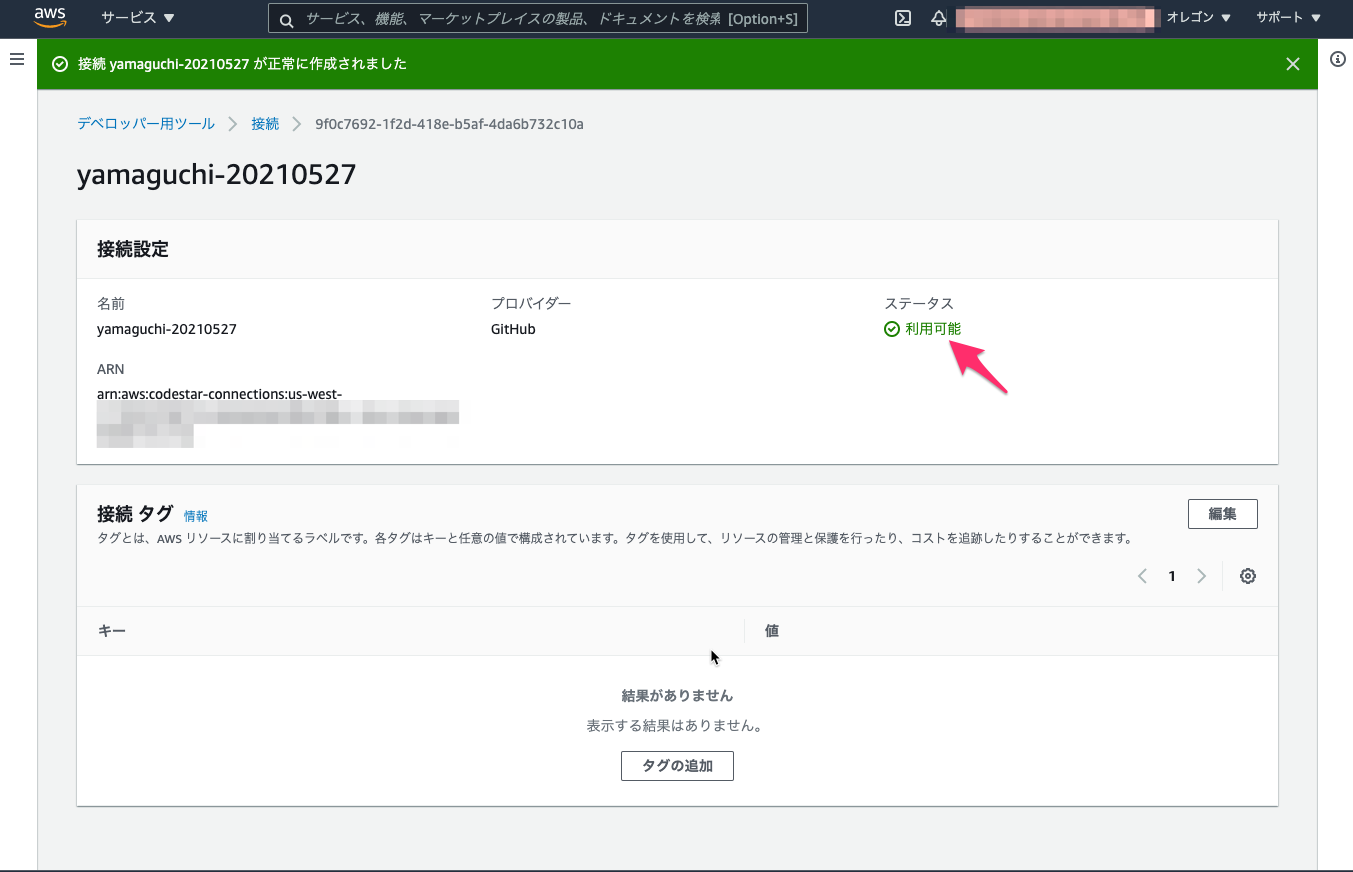 aws
サービス ▼
サービス、機能、マーケットプレイスの製品、ドキュメントを検索 [Option+S]
オレゴン ▼
サポート ▼
接続 yamaguchi-20210527 が正常に作成されました
デベロッパー用ツール
接続
9f0c7692-1f2d-418e-b5af-4da6b732c10a
yamaguchi-20210527
接続設定
名前
yamaguchi-20210527
プロバイダー
GitHub
ステータス
利用可能
ARN
arn:aws:codestar-connections:us-west-
接続 タグ 情報
編集
タグとは、AWS リソースに割り当てるラベルです。各タグはキーと任意の値で構成されています。タグを使用して、リソースの管理と保護を行ったり、コストを追跡したりすることができます。
1
キー
値
結果がありません
表示する結果はありません。
タグの追加